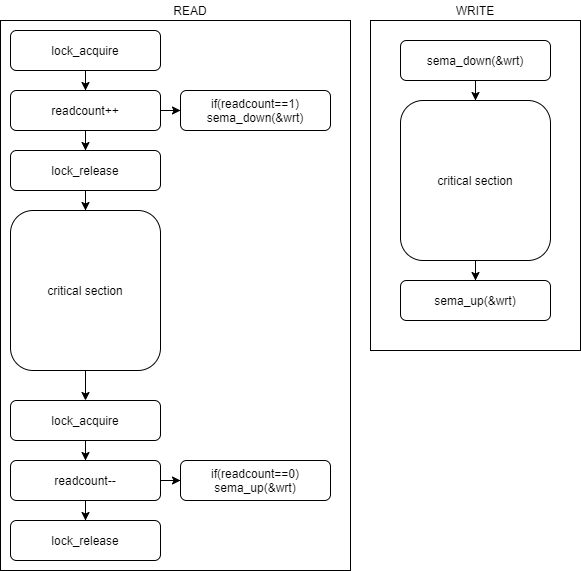 READ
lock_acquire
readcount++
if(readcount==1)
sema_down(&wrt)
lock_release
critical section
lock_acquire
readcount--
if(readcount==0)
sema_up(&wrt)
lock_release
WRITE
sema_down(&wrt)
critical section
sema_up(&wrt)